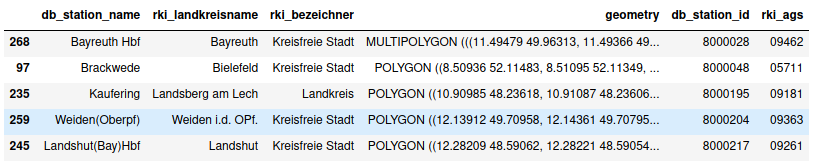 db_station_name rki_landkreisname rki_bezeichner geometry db_station_id rki_ags
268 Bayreuth Hbf Bayreuth Kreisfreie Stadt MULTIPOLYGON (((11.49479 49.96313, 11.49366 49... 8000028 09462
97 Brackwede Bielefeld Kreisfreie Stadt POLYGON ((8.50936 52.11483, 8.51095 52.11349, ... 8000048 05711
235 Kaufering Landsberg am Lech Landkreis POLYGON ((10.90985 48.23618, 10.91087 48.23606... 8000195 09181
259 Weiden(Oberpf) Weiden i.d. OPf. Kreisfreie Stadt POLYGON ((12.13912 49.70958, 12.14361 49.70795... 8000204 09363
245 Landshut(Bay)Hbf Landshut Kreisfreie Stadt POLYGON ((12.28209 48.59062, 12.28221 48.59054... 8000217 09261